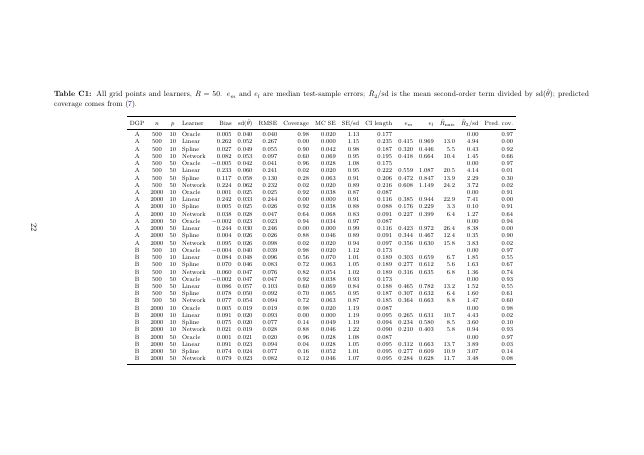 Table C1: All grid points and learners, R = 50. eₘ and eₗ are median test-sample errors; R̄₂/sd is the mean second-order term divided by sd(θ̂); predicted
coverage comes from (7).
DGP n p Learner Bias sd(θ̂) RMSE Coverage MC SE SE/sd CI length eₘ eₗ R̄₂/sd Pred. cov.
A 500 10 Oracle 0.005 0.040 0.040 0.98 0.020 1.13 0.177 0.00 0.97
A 500 10 Linear 0.262 0.052 0.267 0.00 0.000 1.15 0.235 0.415 0.969 13.0 4.94 0.00
A 500 10 Spline 0.027 0.049 0.055 0.90 0.042 0.98 0.187 0.320 0.446 5.5 0.43 0.92
A 500 10 Network 0.082 0.053 0.097 0.60 0.069 0.95 0.195 0.418 0.664 10.4 1.45 0.66
A 500 50 Oracle −0.005 0.042 0.041 0.96 0.028 1.08 0.175 0.00 0.97
A 500 50 Linear 0.233 0.060 0.241 0.02 0.020 0.95 0.222 0.559 1.087 20.5 4.14 0.01
A 500 50 Spline 0.117 0.058 0.130 0.28 0.063 0.91 0.206 0.472 0.847 13.9 2.29 0.30
A 500 50 Network 0.224 0.062 0.232 0.02 0.020 0.89 0.216 0.608 1.149 24.2 3.72 0.02
A 2000 10 Oracle 0.001 0.025 0.025 0.92 0.038 0.87 0.087 0.00 0.91
A 2000 10 Linear 0.242 0.033 0.244 0.00 0.000 0.91 0.116 0.385 0.944 22.9 7.41 0.00
A 2000 10 Spline 0.005 0.025 0.026 0.92 0.038 0.88 0.088 0.176 0.229 3.3 0.10 0.91
A 2000 10 Network 0.038 0.028 0.047 0.64 0.068 0.83 0.091 0.227 0.399 6.4 1.27 0.64
A 2000 50 Oracle −0.002 0.023 0.023 0.94 0.034 0.97 0.087 0.00 0.94
A 2000 50 Linear 0.244 0.030 0.246 0.00 0.000 0.99 0.116 0.423 0.972 26.4 8.38 0.00
A 2000 50 Spline 0.004 0.026 0.026 0.88 0.046 0.89 0.091 0.344 0.467 12.4 0.35 0.90
A 2000 50 Network 0.095 0.026 0.098 0.02 0.020 0.94 0.097 0.356 0.630 15.8 3.83 0.02
B 500 10 Oracle −0.004 0.040 0.039 0.98 0.020 1.12 0.173 0.00 0.97
B 500 10 Linear 0.084 0.048 0.096 0.56 0.070 1.01 0.189 0.303 0.659 6.7 1.85 0.55
B 500 10 Spline 0.070 0.046 0.083 0.72 0.063 1.05 0.189 0.277 0.612 5.6 1.63 0.67
B 500 10 Network 0.060 0.047 0.076 0.82 0.054 1.02 0.189 0.316 0.635 6.8 1.36 0.74
B 500 50 Oracle −0.002 0.047 0.047 0.92 0.038 0.93 0.173 0.00 0.93
B 500 50 Linear 0.086 0.057 0.103 0.60 0.069 0.84 0.188 0.465 0.782 13.2 1.52 0.55
B 500 50 Spline 0.078 0.050 0.092 0.70 0.065 0.95 0.187 0.307 0.632 6.4 1.60 0.61
B 500 50 Network 0.077 0.054 0.094 0.72 0.063 0.87 0.185 0.364 0.663 8.8 1.47 0.60
B 2000 10 Oracle 0.005 0.019 0.019 0.98 0.020 1.19 0.087 0.00 0.98
B 2000 10 Linear 0.091 0.020 0.093 0.00 0.000 1.19 0.095 0.265 0.631 10.7 4.43 0.02
B 2000 10 Spline 0.075 0.020 0.077 0.14 0.049 1.19 0.094 0.234 0.580 8.5 3.60 0.10
B 2000 10 Network 0.021 0.019 0.028 0.88 0.046 1.22 0.090 0.210 0.403 5.8 0.94 0.93
B 2000 50 Oracle 0.001 0.021 0.020 0.96 0.028 1.08 0.087 0.00 0.97
B 2000 50 Linear 0.091 0.023 0.094 0.04 0.028 1.05 0.095 0.312 0.663 13.7 3.89 0.03
B 2000 50 Spline 0.074 0.024 0.077 0.16 0.052 1.01 0.095 0.277 0.609 10.9 3.07 0.14
B 2000 50 Network 0.079 0.023 0.082 0.12 0.046 1.07 0.095 0.284 0.628 11.7 3.48 0.08
22